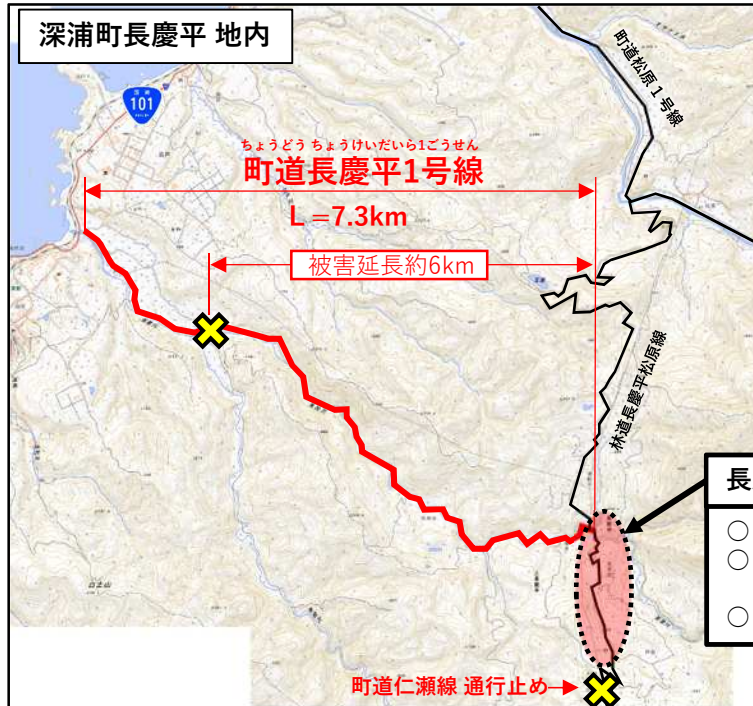 深浦町長慶平 地内
101
町道松原1号線
ちょうどう ちょうけいだいら1ごうせん
町道長慶平1号線
L =7.3km
被害延長約6km
林道長慶平松原線
長
○
○
○
町道仁瀬線 通行止め